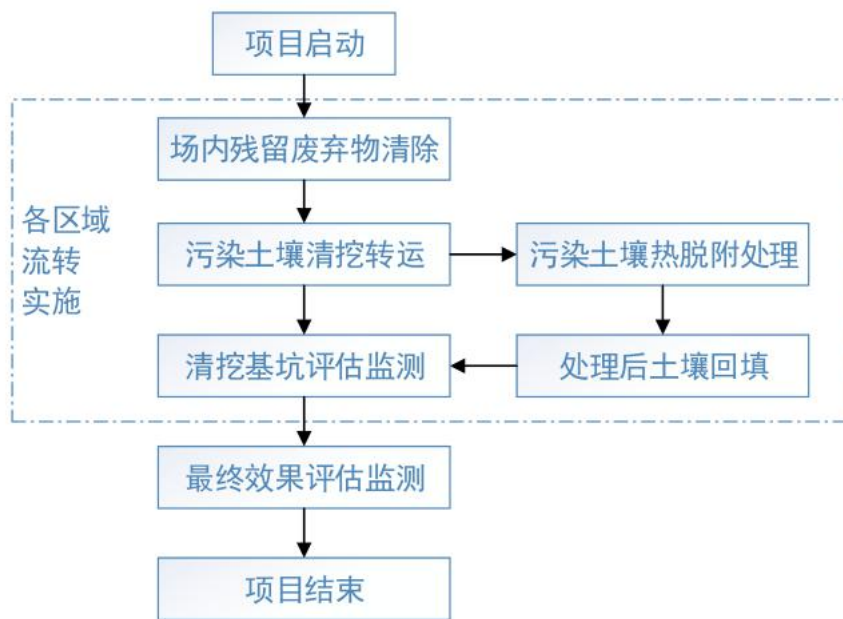 项目启动
场内残留废弃物清除
各区域
流转
实施
污染土壤清挖转运
污染土壤热脱附处理
清挖基坑评估监测
处理后土壤回填
最终效果评估监测
项目结束